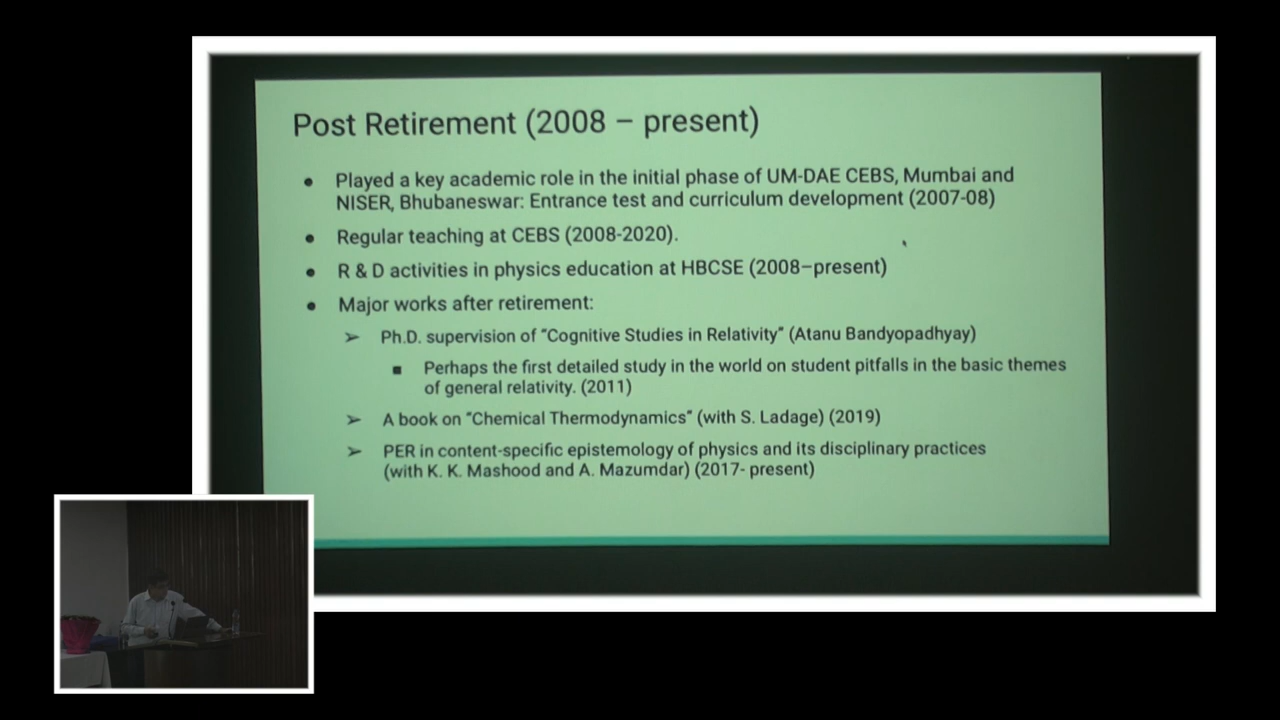 Post Retirement (2008 – present)
● Played a key academic role in the initial phase of UM-DAE CEBS, Mumbai and
NISER, Bhubaneswar: Entrance test and curriculum development (2007-08)
● Regular teaching at CEBS (2008-2020).
● R & D activities in physics education at HBCSE (2008–present)
● Major works after retirement:
➢ Ph.D. supervision of “Cognitive Studies in Relativity” (Atanu Bandyopadhyay)
■ Perhaps the first detailed study in the world on student pitfalls in the basic themes
of general relativity. (2011)
➢ A book on “Chemical Thermodynamics” (with S. Ladage) (2019)
➢ PER in content-specific epistemology of physics and its disciplinary practices
(with K. K. Mashood and A. Mazumdar) (2017- present)